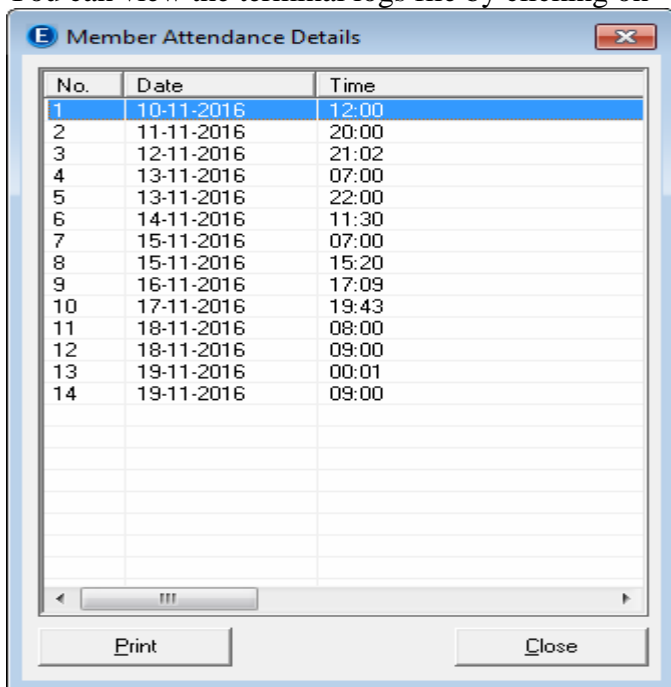 You can view the terminal logs file by clicking on
E Member Attendance Details
No. Date Time
1 10-11-2016 12:00
2 11-11-2016 20:00
3 12-11-2016 21:02
4 13-11-2016 07:00
5 13-11-2016 22:00
6 14-11-2016 11:30
7 15-11-2016 07:00
8 15-11-2016 15:20
9 16-11-2016 17:09
10 17-11-2016 19:43
11 18-11-2016 08:00
12 18-11-2016 09:00
13 19-11-2016 00:01
14 19-11-2016 09:00
Print Close